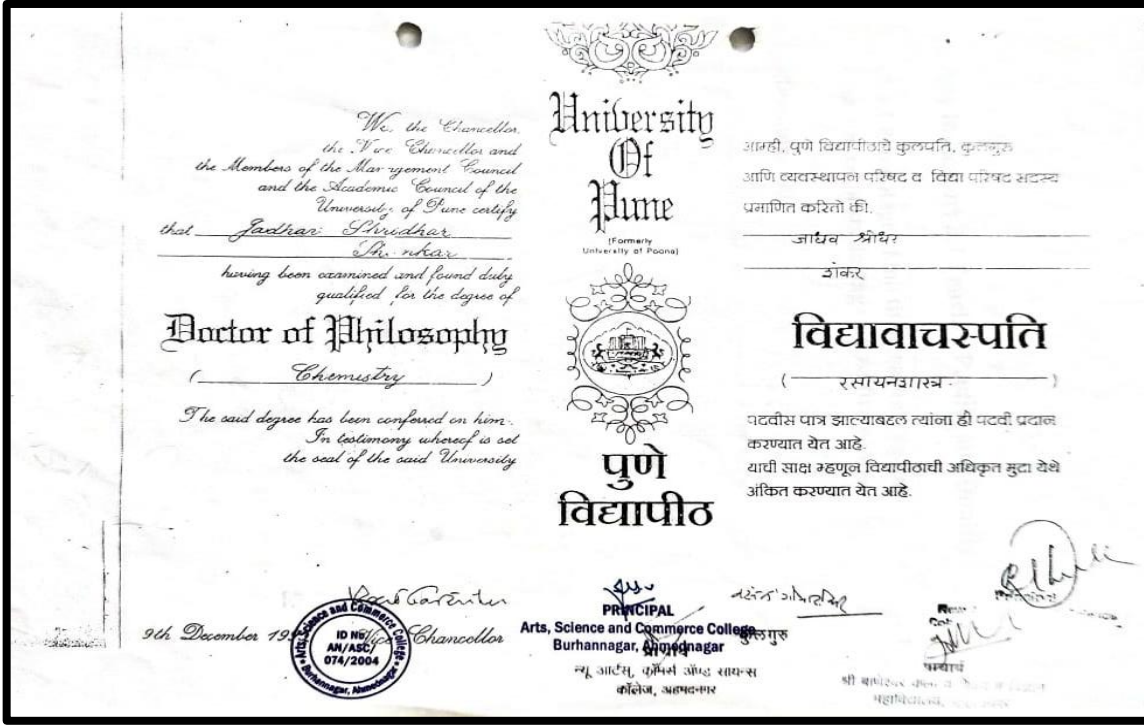 We, the Chancellor,
the Vice Chancellor and
the Members of the Management Council
and the Academic Council of the
University of Pune certify
that Jadhav Shridhar
Shankar
having been examined and found duly
qualified for the degree of
Doctor of Philosophy
( Chemistry )
The said degree has been conferred on him.
In testimony whereof is set
the seal of the said University
9th December
Vice Chancellor
University
Of
Pune
(Formerly
University of Poona)
पुणे
विद्यापीठ
आम्ही, पुणे विद्यापीठाचे कुलपति, कुलगुरु
आणि व्यवस्थापन परिषद व विद्या परिषद सदस्य
प्रमाणित करितो की.
जाधव श्रीधर
शंकर
विद्यावाचस्पति
( रसायनशास्त्र )
पदवीस पात्र झाल्याबद्दल त्यांना ही पदवी प्रदान
करण्यात येत आहे.
याची साक्ष म्हणून विद्यापीठाची अधिकृत मुद्रा येथे
अंकित करण्यात येत आहे.
कुलगुरु
Arts, Science and Commerce College
ID No.
AN/ASC/
074/2004
Burhannagar, Ahmednagar
PRINCIPAL
Arts, Science and Commerce College
Burhannagar, Ahmednagar
प्राचार्य
न्यू आर्टस्, कॉमर्स अॅण्ड सायन्स
कॉलेज, अहमदनगर
श्री बाणेश्वर कला
महाविद्यालय,